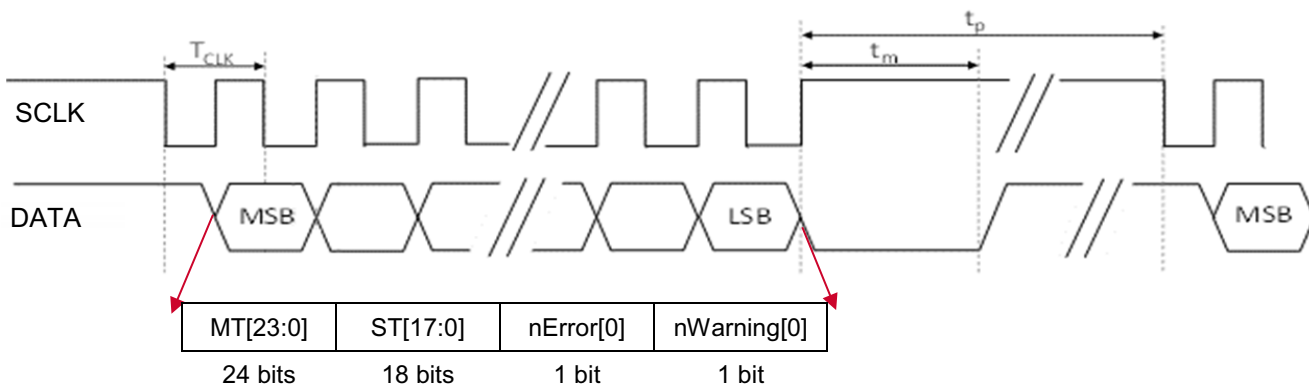 t_p
T_CLK
t_m
SCLK
DATA
MSB
LSB
MSB
MT[23:0] ST[17:0] nError[0] nWarning[0]
24 bits 18 bits 1 bit 1 bit